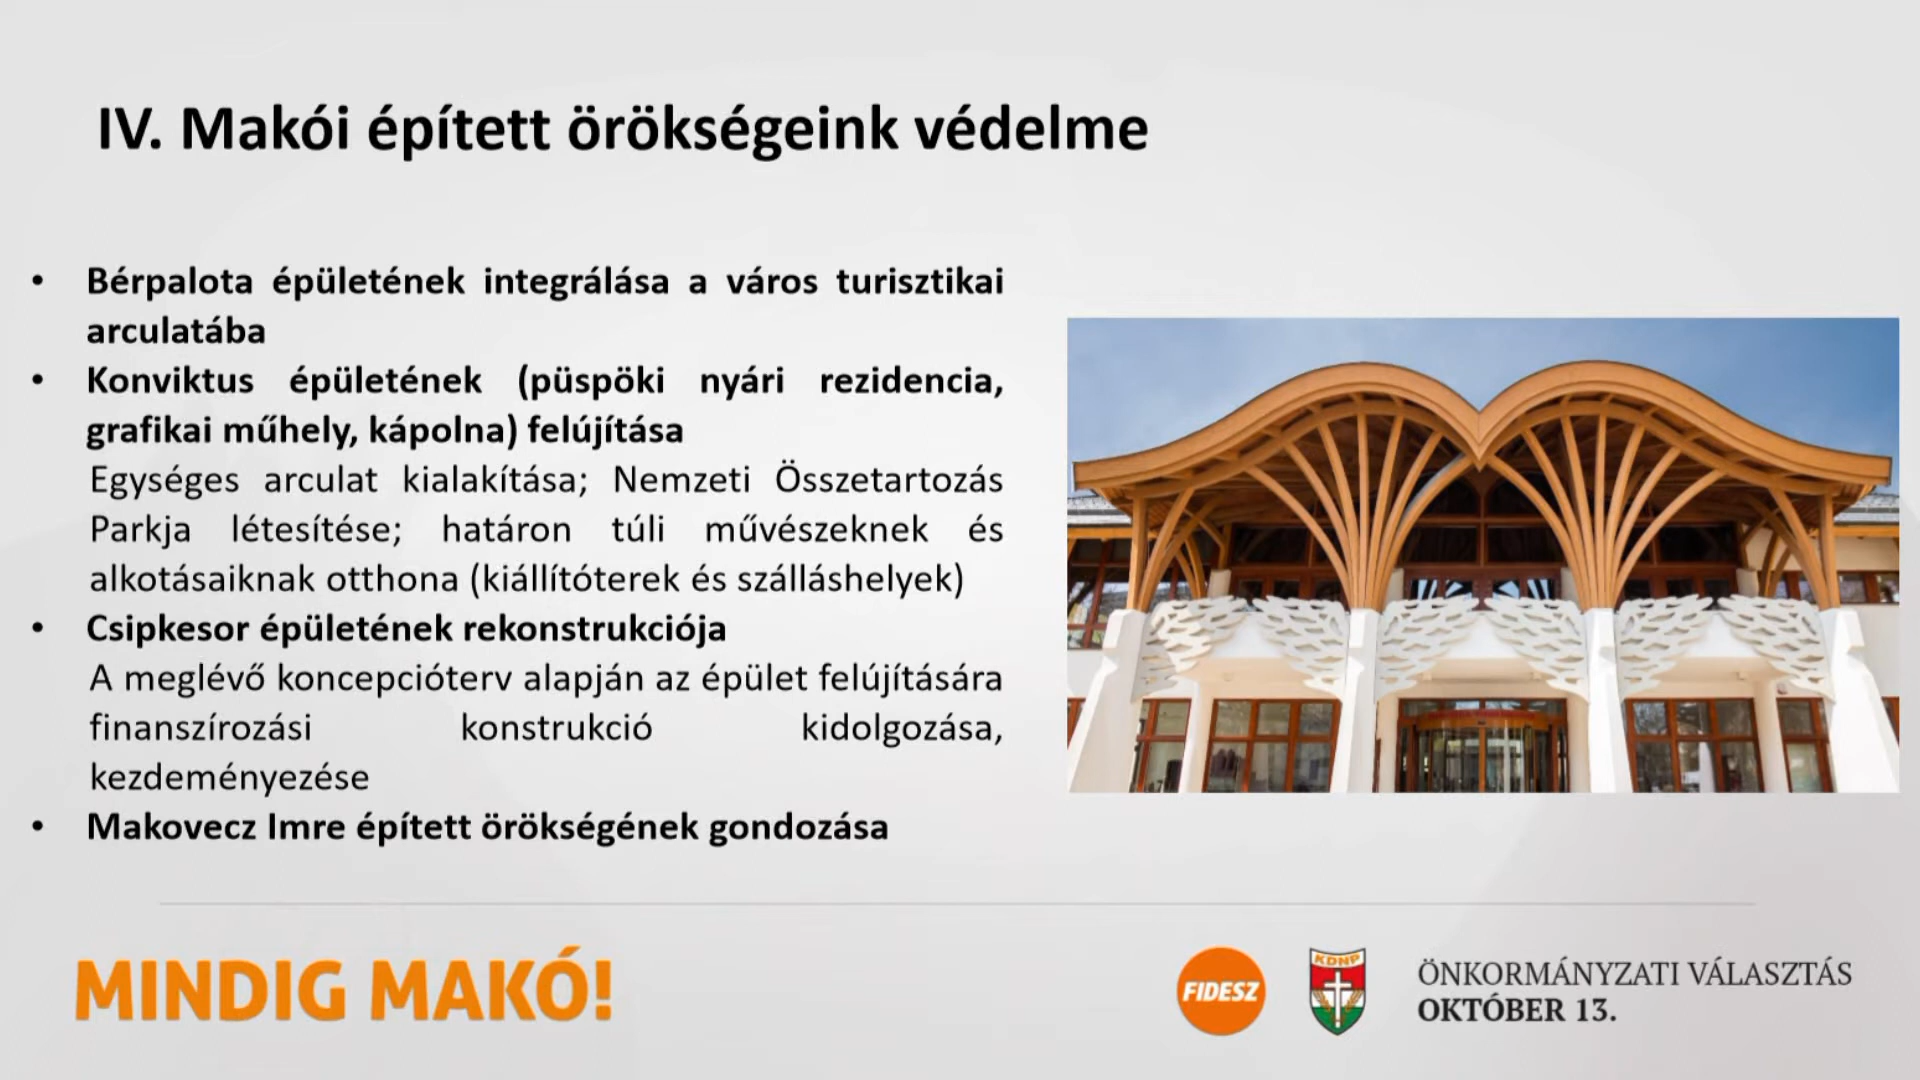 IV. Makói épített örökségeink védelme
• Bérpalota épületének integrálása a város turisztikai
arculatába
• Konviktus épületének (püspöki nyári rezidencia,
grafikai műhely, kápolna) felújítása
Egységes arculat kialakítása; Nemzeti Összetartozás
Parkja létesítése; határon túli művészeknek és
alkotásaiknak otthona (kiállítóterek és szálláshelyek)
• Csipkesor épületének rekonstrukciója
A meglévő koncepcióterv alapján az épület felújítására
finanszírozási konstrukció kidolgozása,
kezdeményezése
• Makovecz Imre épített örökségének gondozása
MINDIG MAKÓ!
FIDESZ
KDNP
ÖNKORMÁNYZATI VÁLASZTÁS
OKTÓBER 13.